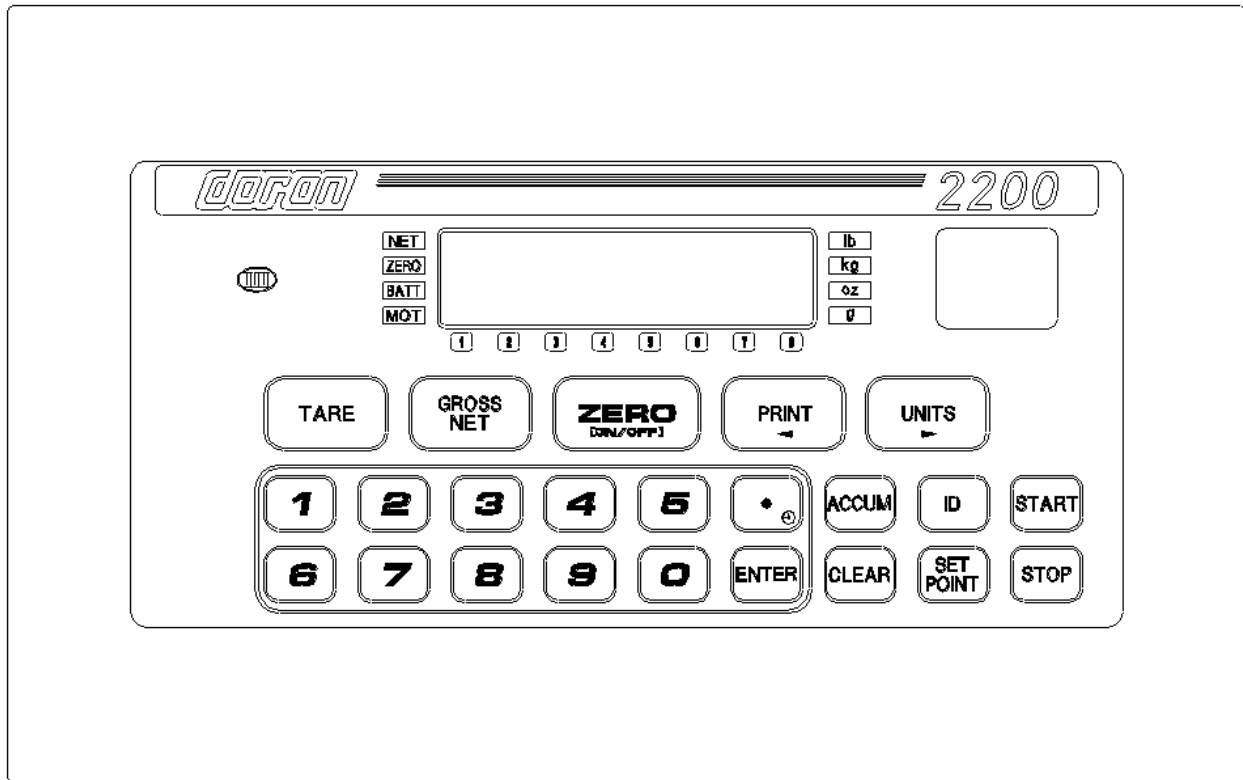 doran 2200
NET lb
ZERO kg
BATT oz
MOT g
1 2 3 4 5 6 7 8
TARE GROSS NET ZERO [ON/OFF] PRINT UNITS
1 2 3 4 5 . ACCUM ID START
6 7 8 9 0 ENTER CLEAR SET POINT STOP